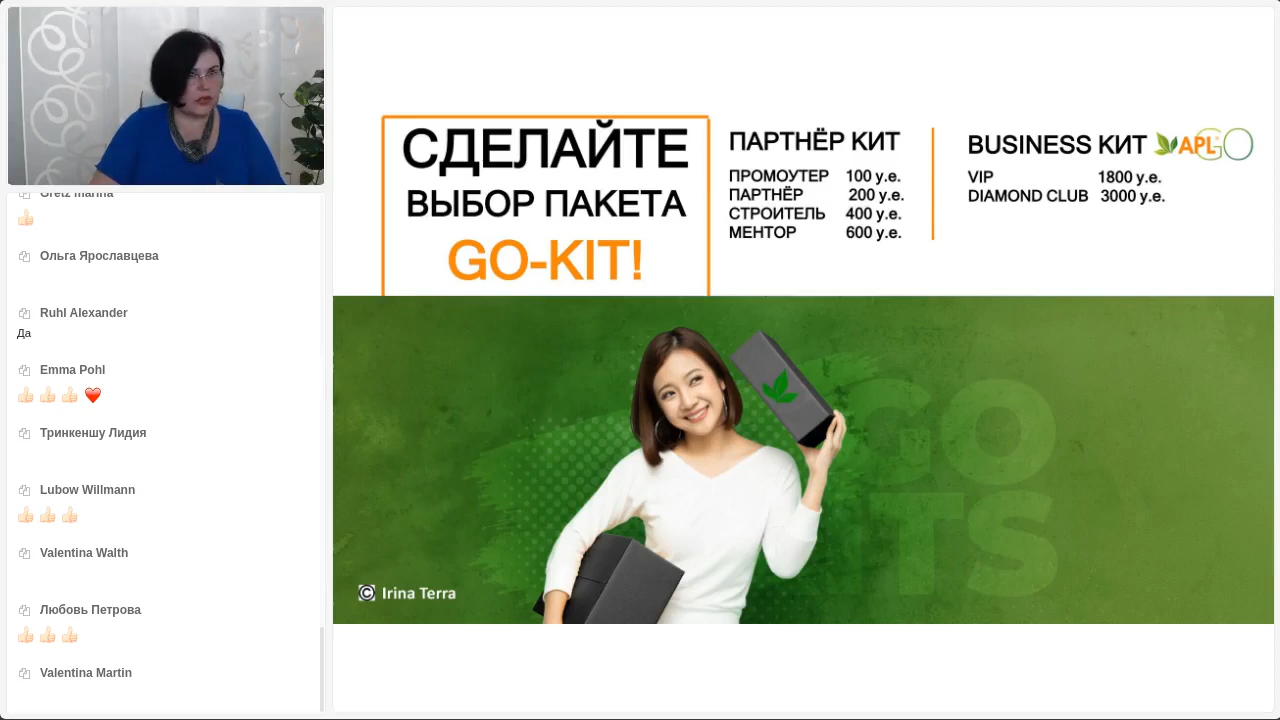 Gretz marina
Ольга Ярославцева
Ruhl Alexander
Да
Emma Pohl
Тринкеншу Лидия
Lubow Willmann
Valentina Walth
Любовь Петрова
Valentina Martin
СДЕЛАЙТЕ
ВЫБОР ПАКЕТА
GO-KIT!
ПАРТНЁР КИТ
ПРОМОУТЕР 100 у.е.
ПАРТНЁР 200 у.е.
СТРОИТЕЛЬ 400 у.е.
МЕНТОР 600 у.е.
BUSINESS КИТ APLGO
VIP 1800 у.е.
DIAMOND CLUB 3000 у.е.
GO
ITS
© Irina Terra